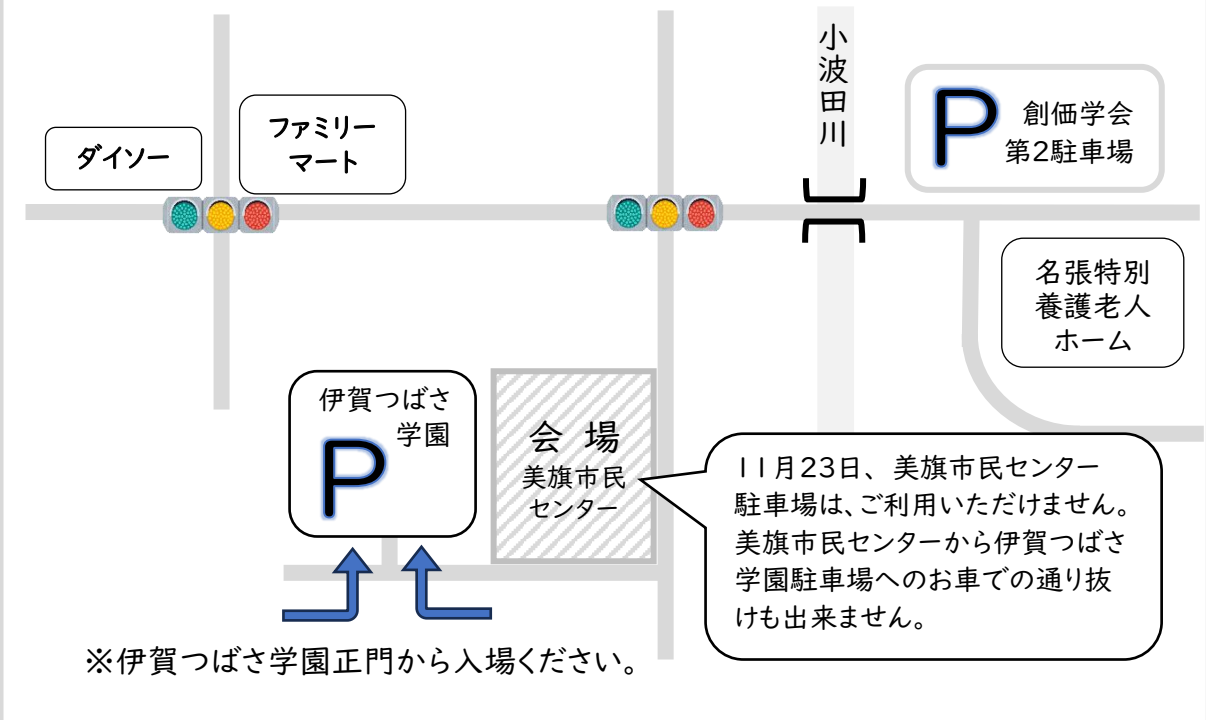 小波田川
P
創価学会
第2駐車場
ダイソー
ファミリー
マート
名張特別
養護老人
ホーム
伊賀つばさ
学園
P
会 場
美旗市民
センター
11月23日、美旗市民センター
駐車場は、ご利用いただけません。
美旗市民センターから伊賀つばさ
学園駐車場へのお車での通り抜
けも出来ません。
※伊賀つばさ学園正門から入場ください。